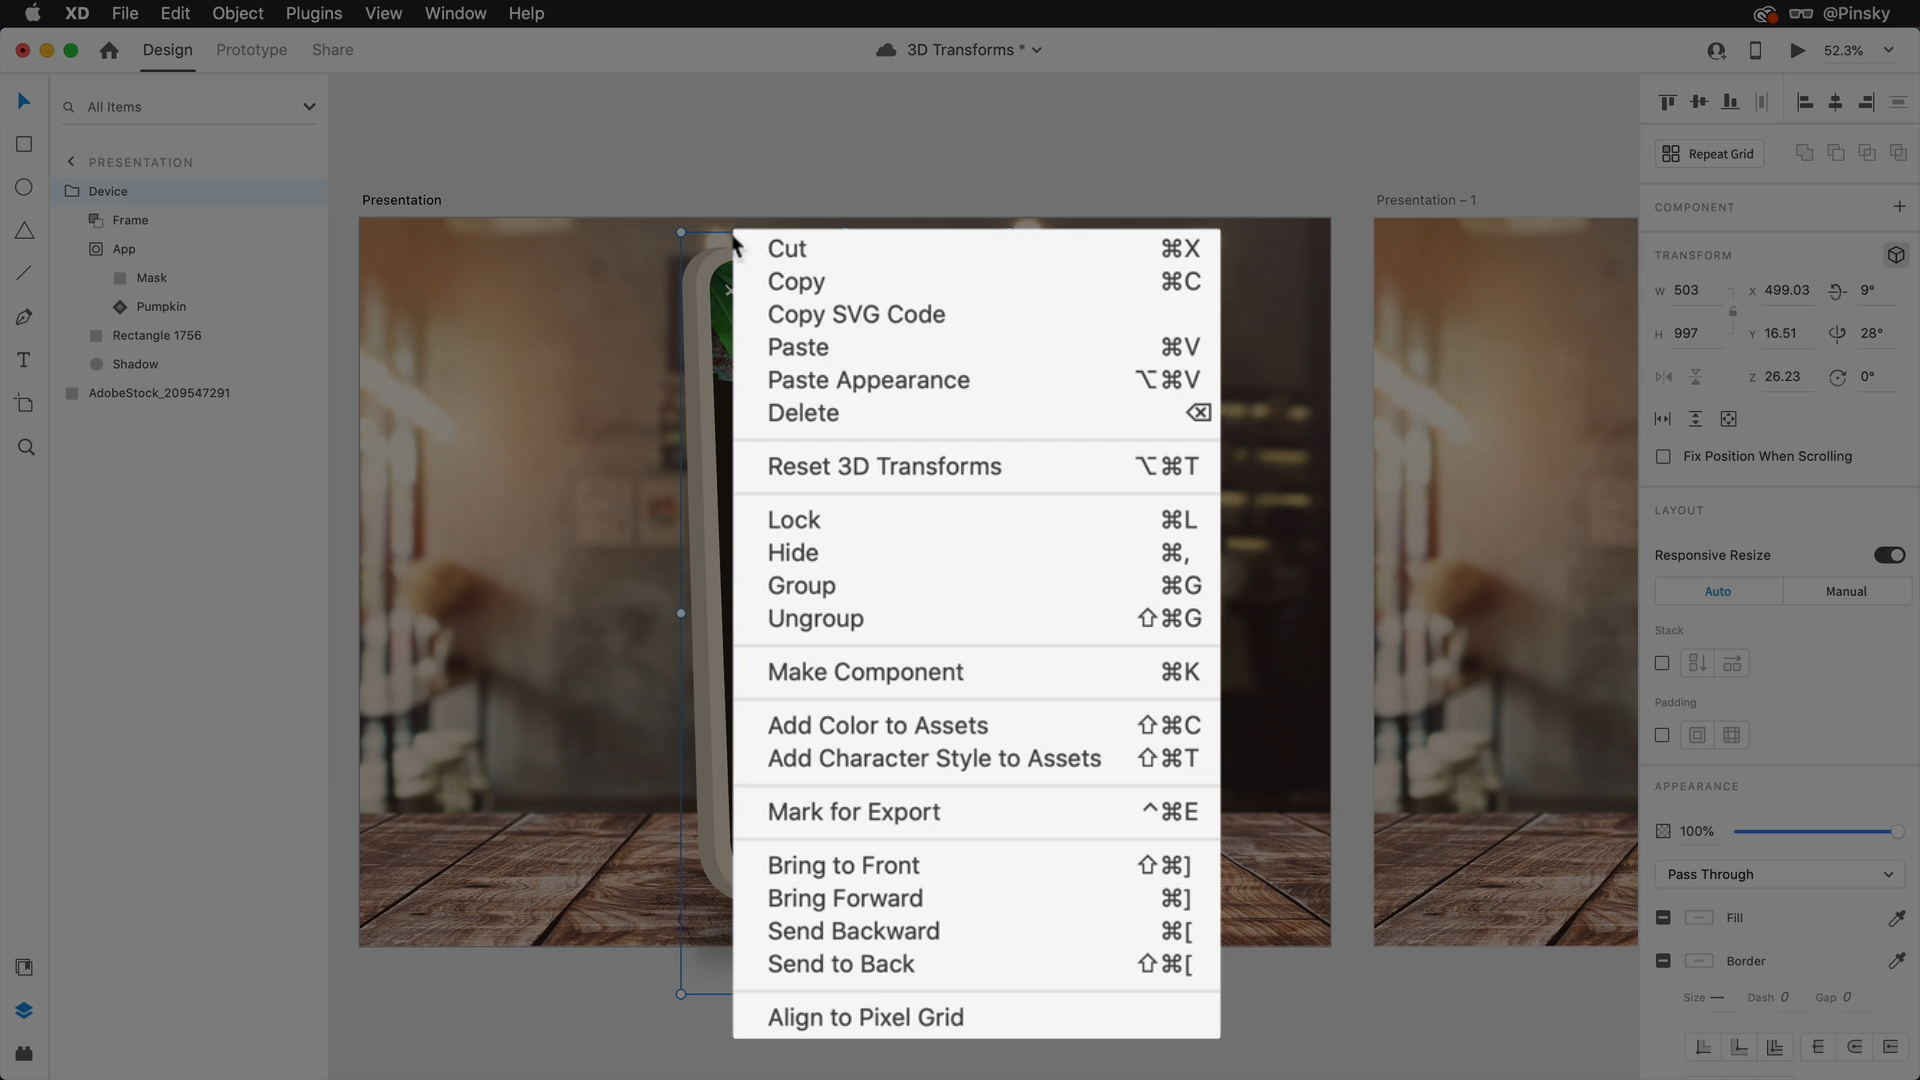 XD File Edit Object Plugins View Window Help @Pinsky
Design Prototype Share 3D Transforms * 52.3%
All Items
PRESENTATION
Device
Frame
App
Mask
Pumpkin
Rectangle 1756
Shadow
AdobeStock_209547291
Presentation
Presentation – 1
Cut ⌘X
Copy ⌘C
Copy SVG Code
Paste ⌘V
Paste Appearance ⌥⌘V
Delete ⌫
Reset 3D Transforms ⌥⌘T
Lock ⌘L
Hide ⌘,
Group ⌘G
Ungroup ⇧⌘G
Make Component ⌘K
Add Color to Assets ⇧⌘C
Add Character Style to Assets ⇧⌘T
Mark for Export ^⌘E
Bring to Front ⇧⌘]
Bring Forward ⌘]
Send Backward ⌘[
Send to Back ⇧⌘[
Align to Pixel Grid
Repeat Grid
COMPONENT
TRANSFORM
W 503 X 499.03 9°
H 997 Y 16.51 28°
Z 26.23 0°
Fix Position When Scrolling
LAYOUT
Responsive Resize
Auto Manual
Stack
Padding
APPEARANCE
100%
Pass Through
Fill
Border
Size — Dash 0 Gap 0